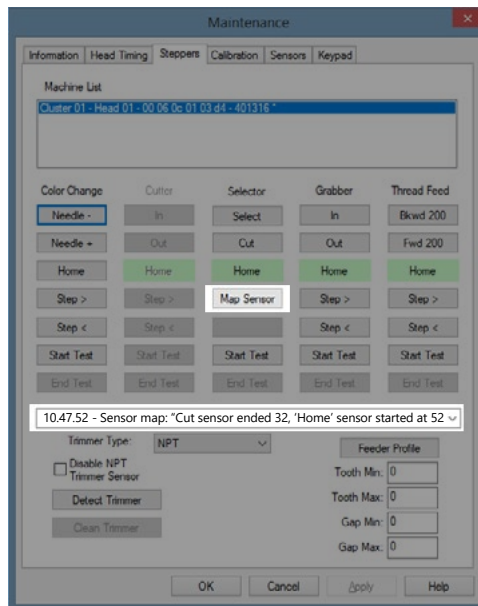 Maintenance
Information Head Timing Steppers Calibration Sensors Keypad
Machine List
Cluster 01 - Head 01 - 00 06 0c 01 03 d4 - 401316 *
Color Change Cutter Selector Grabber Thread Feed
Needle - In Select In Bkwd 200
Needle + Out Cut Out Fwd 200
Home Home Home Home Home
Step > Step > Map Sensor Step > Step >
Step < Step < Step < Step <
Start Test Start Test Start Test Start Test Start Test
End Test End Test End Test End Test End Test
10.47.52 - Sensor map: “Cut sensor ended 32, ‘Home’ sensor started at 52
Trimmer Type: NPT Feeder Profile
Disable NPT
Trimmer Sensor
Tooth Min: 0
Detect Trimmer Tooth Max: 0
Clean Trimmer Gap Min: 0
Gap Max: 0
OK Cancel Apply Help